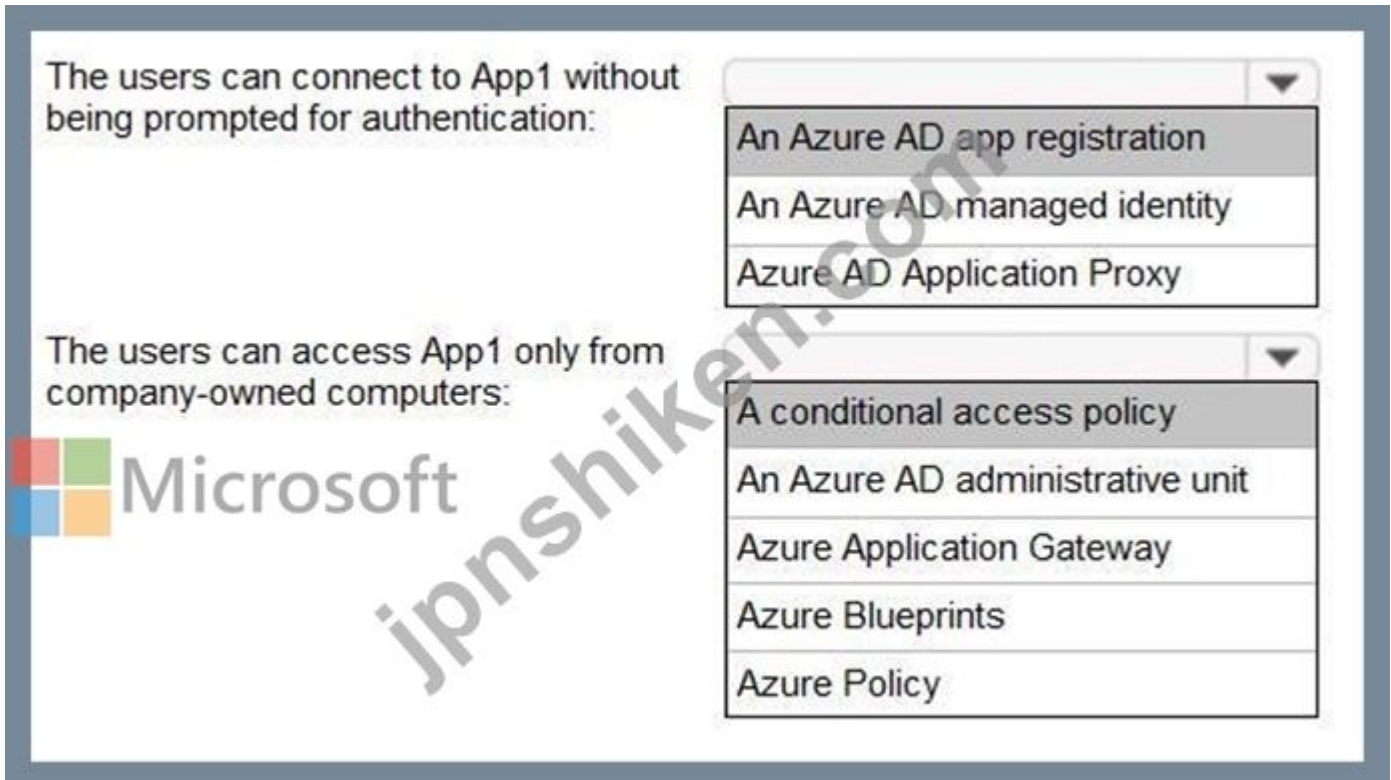 The users can connect to App1 without
being prompted for authentication:
An Azure AD app registration
An Azure AD managed identity
Azure AD Application Proxy
The users can access App1 only from
company-owned computers:
A conditional access policy
An Azure AD administrative unit
Azure Application Gateway
Azure Blueprints
Azure Policy
Microsoft
jpnshiken.com